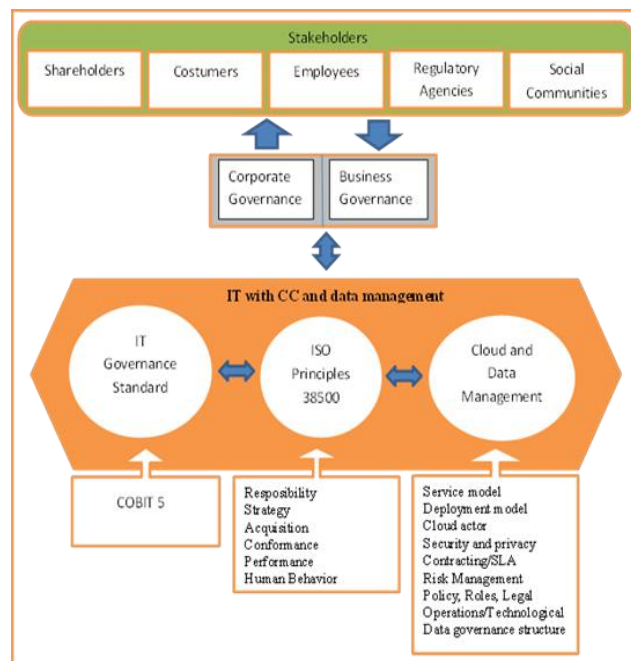 Stakeholders
Shareholders
Costumers
Employees
Regulatory
Agencies
Social
Communities
Corporate
Governance
Business
Governance
IT with CC and data management
IT
Governance
Standard
ISO
Principles
38500
Cloud and
Data
Management
COBIT 5
Resposibility
Strategy
Acquisition
Conformance
Performance
Human Behavior
Service model
Deployment model
Cloud actor
Security and privacy
Contracting/SLA
Risk Management
Policy, Roles, Legal
Operations/Technological
Data governance structure